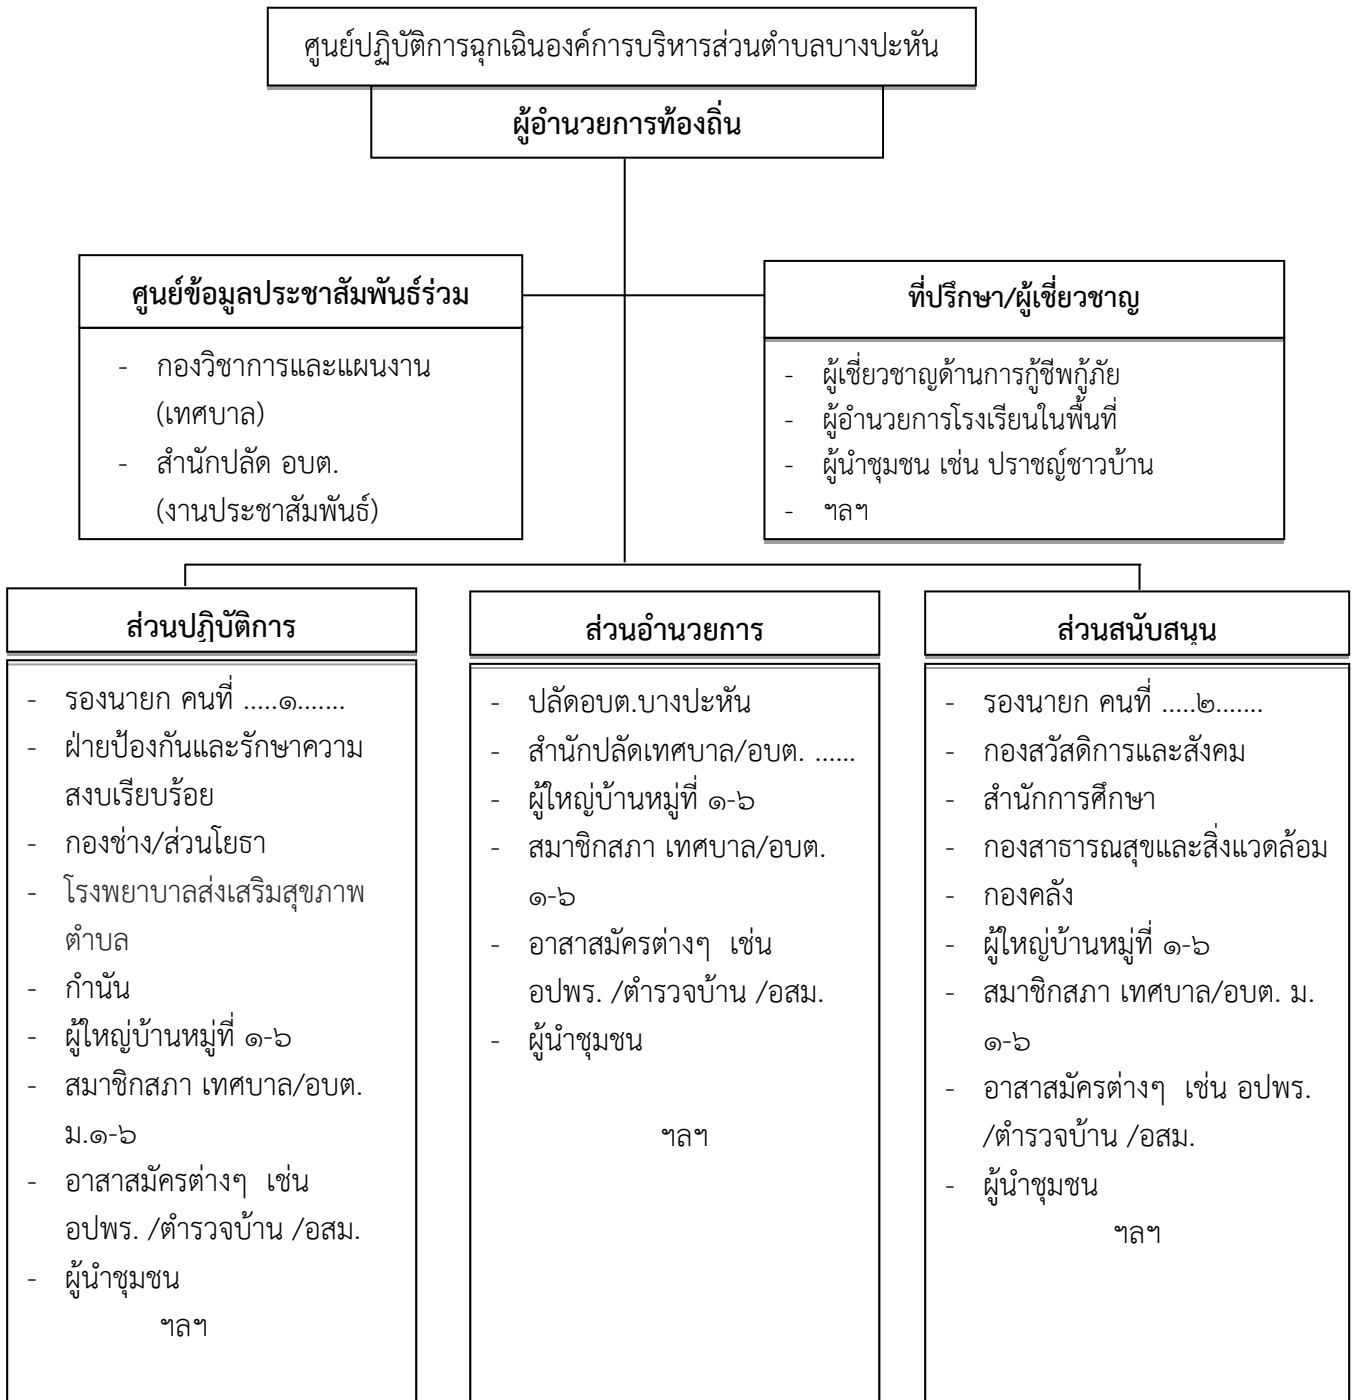 ศูนย์ปฏิบัติการฉุกเฉินองค์การบริหารส่วนตำบลบางปะหัน
ผู้อำนวยการท้องถิ่น
ศูนย์ข้อมูลประชาสัมพันธ์ร่วม
- กองวิชาการและแผนงาน
(เทศบาล)
- สำนักปลัด อบต.
(งานประชาสัมพันธ์)
ที่ปรึกษา/ผู้เชี่ยวชาญ
- ผู้เชี่ยวชาญด้านการกู้ชีพกู้ภัย
- ผู้อำนวยการโรงเรียนในพื้นที่
- ผู้นำชุมชน เช่น ปราชญ์ชาวบ้าน
- ฯลฯ
ส่วนปฏิบัติการ
- รองนายก คนที่ .....๑.......
- ฝ่ายป้องกันและรักษาความ
สงบเรียบร้อย
- กองช่าง/ส่วนโยธา
- โรงพยาบาลส่งเสริมสุขภาพ
ตำบล
- กำนัน
- ผู้ใหญ่บ้านหมู่ที่ ๑-๖
- สมาชิกสภา เทศบาล/อบต.
ม.๑-๖
- อาสาสมัครต่างๆ เช่น
อปพร. /ตำรวจบ้าน /อสม.
- ผู้นำชุมชน
ฯลฯ
ส่วนอำนวยการ
- ปลัดอบต.บางปะหัน
- สำนักปลัดเทศบาล/อบต. ......
- ผู้ใหญ่บ้านหมู่ที่ ๑-๖
- สมาชิกสภา เทศบาล/อบต.
๑-๖
- อาสาสมัครต่างๆ เช่น
อปพร. /ตำรวจบ้าน /อสม.
- ผู้นำชุมชน
ฯลฯ
ส่วนสนับสนุน
- รองนายก คนที่ .....๒.......
- กองสวัสดิการและสังคม
- สำนักการศึกษา
- กองสาธารณสุขและสิ่งแวดล้อม
- กองคลัง
- ผู้ใหญ่บ้านหมู่ที่ ๑-๖
- สมาชิกสภา เทศบาล/อบต. ม.
๑-๖
- อาสาสมัครต่างๆ เช่น อปพร.
/ตำรวจบ้าน /อสม.
- ผู้นำชุมชน
ฯลฯ